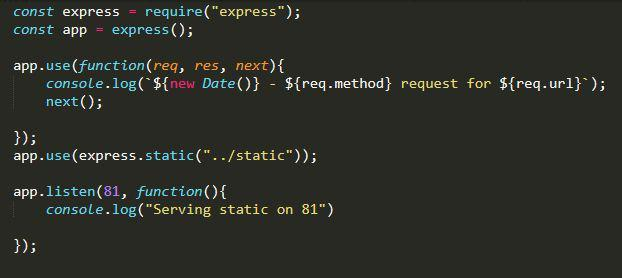 const express = require("express");
const app = express();
app.use(function(req, res, next){
console.log(`${new Date()} - ${req.method} request for ${req.url}`);
next();
});
app.use(express.static("../static"));
app.listen(81, function(){
console.log("Serving static on 81")
});